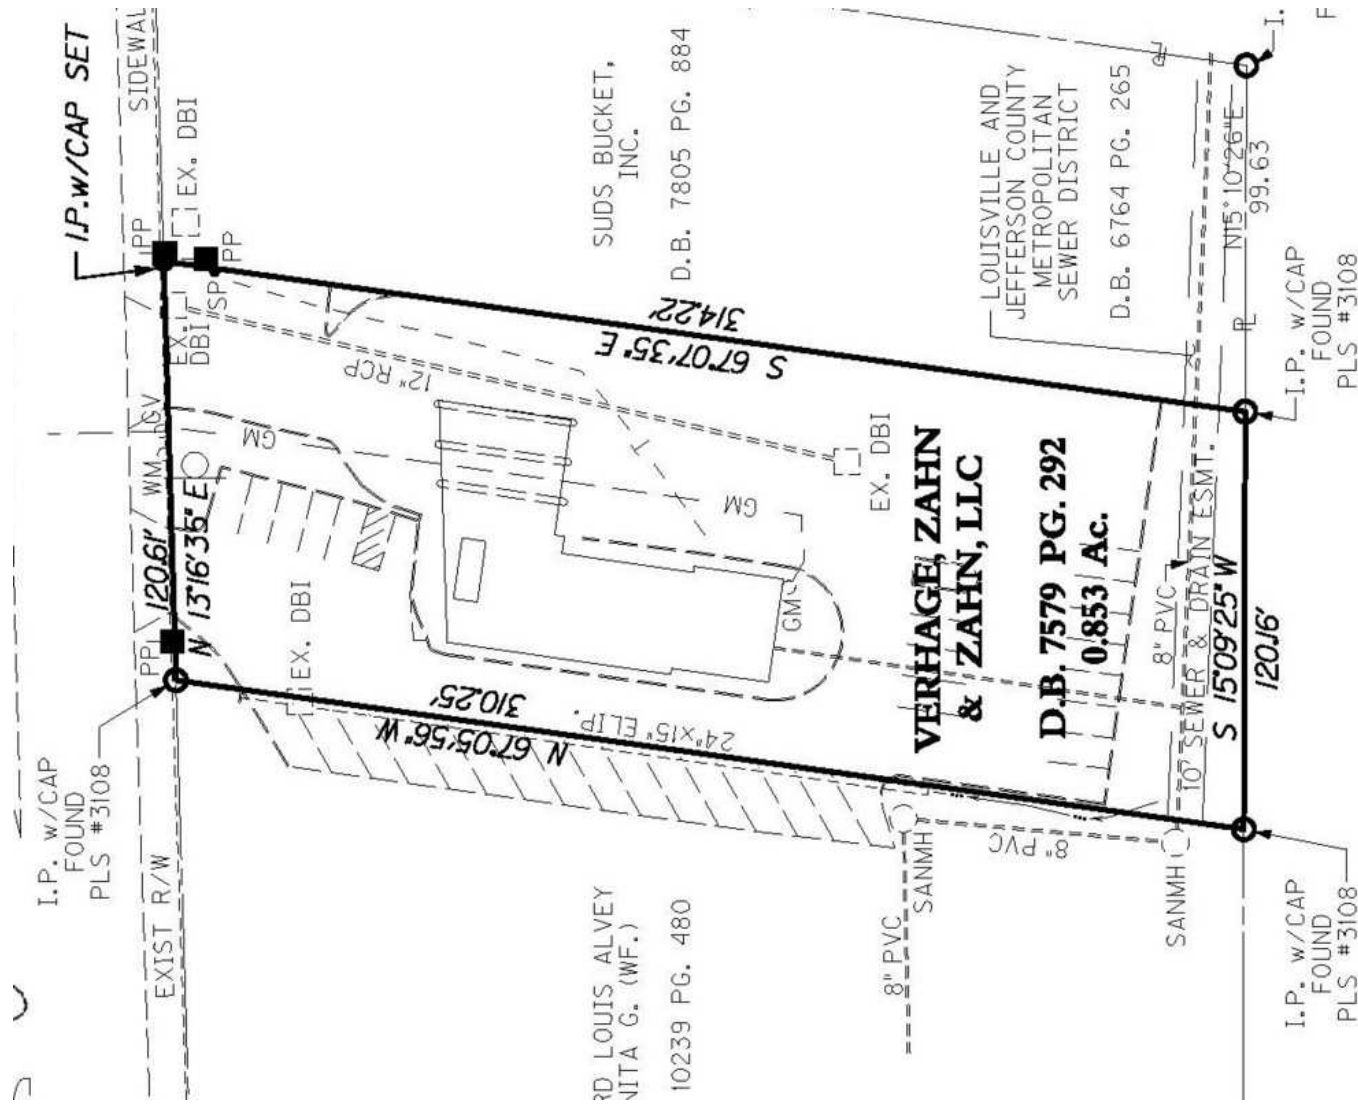 I.P.w/CAP SET
SIDEWAL
EX. DBI
PP
PP
SP
EX.
DBI
SUDS BUCKET,
INC.
D.B. 7805 PG. 884
LOUISVILLE AND
JEFFERSON COUNTY
METROPOLITAN
SEWER DISTRICT
D.B. 6764 PG. 265
N15°10'26"E
99.63
I.
F
PL
I.P. w/CAP
FOUND
PLS #3108
314.22'
S 67°07'35" E
12" RCP
GV
WM
GM
GM
GM
EX. DBI
120.61'
N 13°16'35" E
PP
EX. DBI
VERHAGE, ZAHN
& ZAHN, LLC
D.B. 7579 PG. 292
0.853 Ac.
8" PVC
10' SEWER & DRAIN ESMT.
S 15°09'25" W
120.16'
310.25'
N 67°05'56" W
24"x15" ELIP.
I.P. w/CAP
FOUND
PLS #3108
EXIST R/W
RD LOUIS ALVEY
NITA G. (WF.)
10239 PG. 480
8" PVC
SANMH
8" PVC
SANMH
I.P. w/CAP
FOUND
PLS #3108